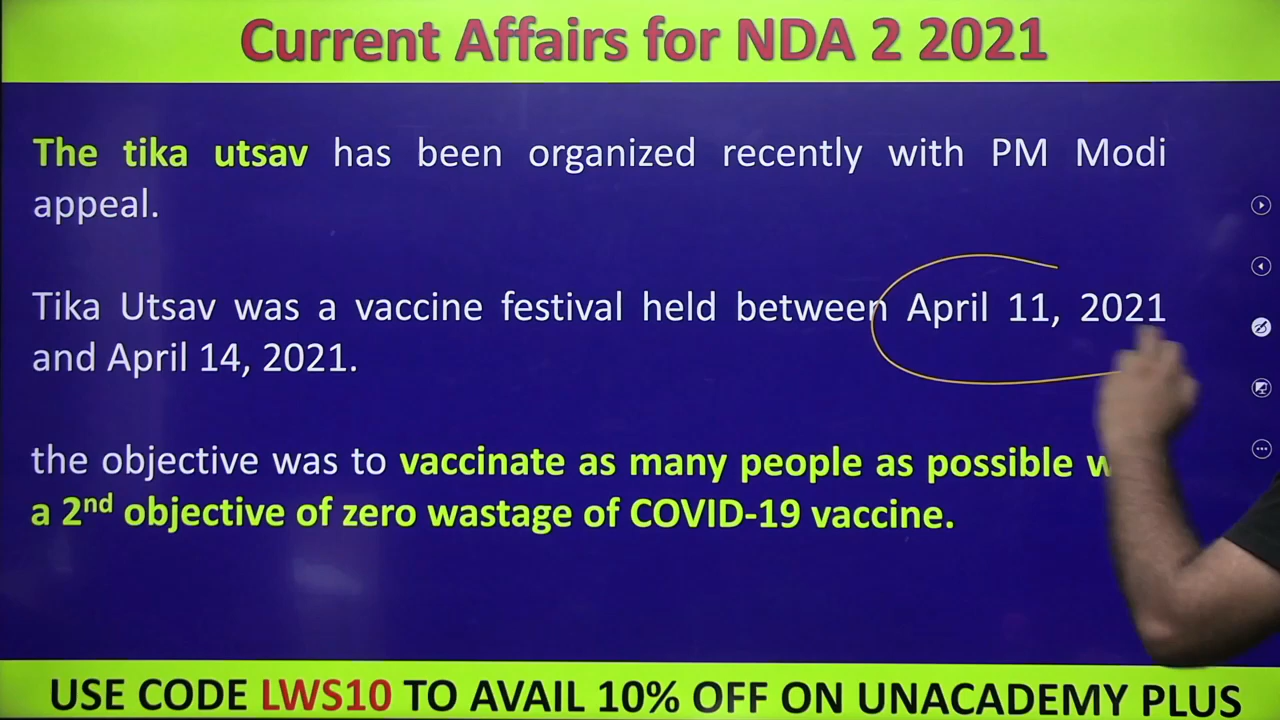 Current Affairs for NDA 2 2021
The tika utsav has been organized recently with PM Modi
appeal.
Tika Utsav was a vaccine festival held between April 11, 2021
and April 14, 2021.
the objective was to vaccinate as many people as possible
a 2nd objective of zero wastage of COVID-19 vaccine.
USE CODE LWS10 TO AVAIL 10% OFF ON UNACADEMY PLUS